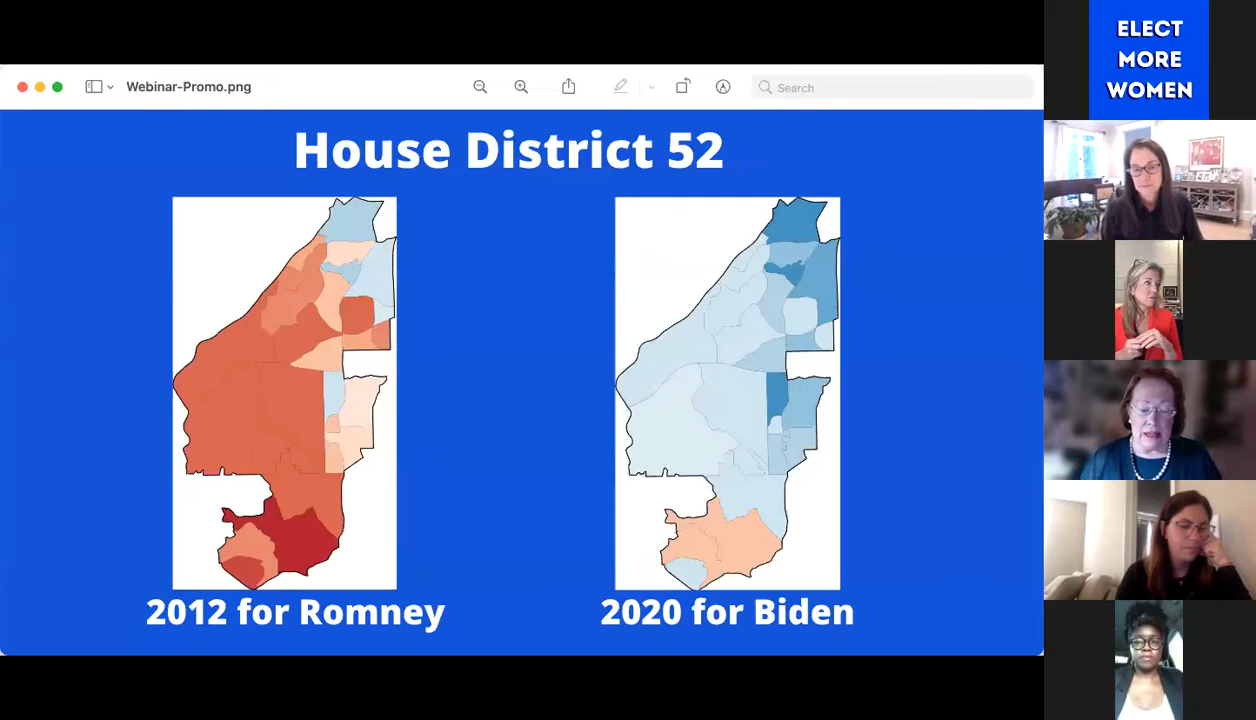 Webinar-Promo.png
Search
House District 52
2012 for Romney
2020 for Biden
ELECT
MORE
WOMEN